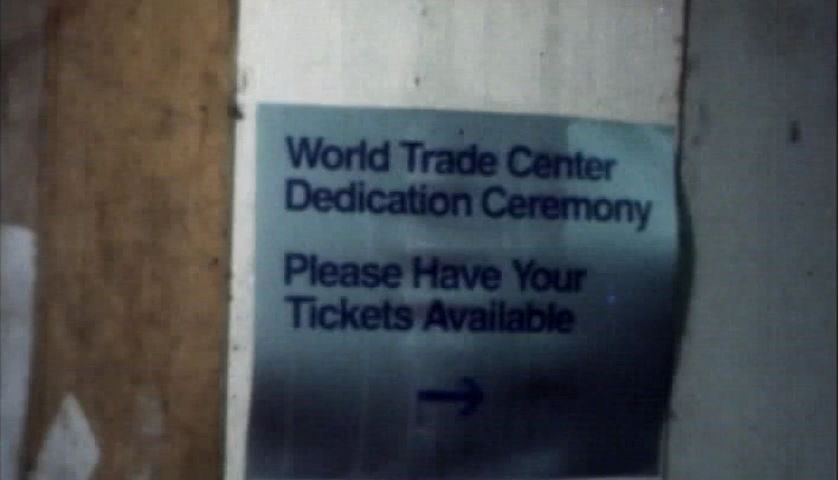 World Trade Center
Dedication Ceremony
Please Have Your
Tickets Available
→